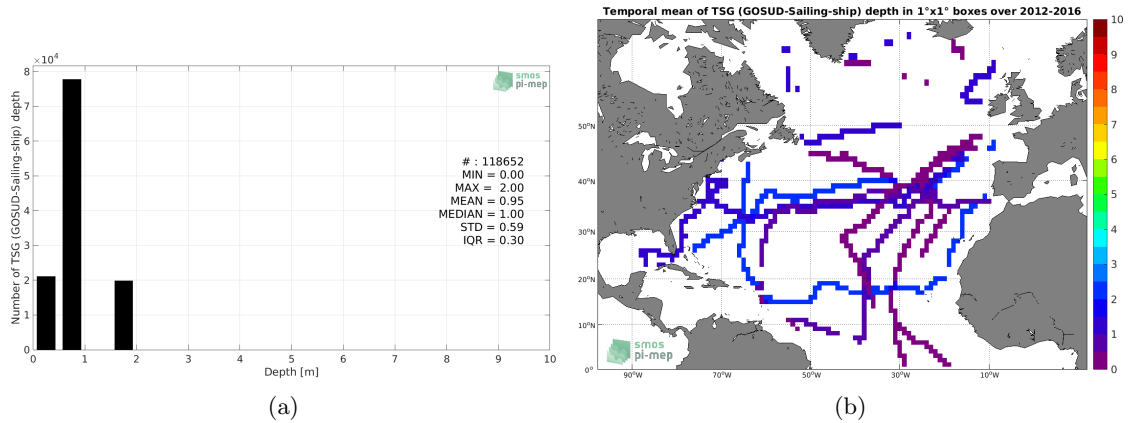 ×10⁴
Number of TSG (GOSUD-Sailing-ship) depth
8
7
6
5
4
3
2
1
0
smos
pi-mep
# : 118652
MIN = 0.00
MAX = 2.00
MEAN = 0.95
MEDIAN = 1.00
STD = 0.59
IQR = 0.30
0 1 2 3 4 5 6 7 8 9 10
Depth [m]
(a)
Temporal mean of TSG (GOSUD-Sailing-ship) depth in 1°x1° boxes over 2012-2016
50°N
40°N
30°N
20°N
10°N
0°
90°W 70°W 50°W 30°W 10°W
smos
pi-mep
10
9
8
7
6
5
4
3
2
1
0
(b)